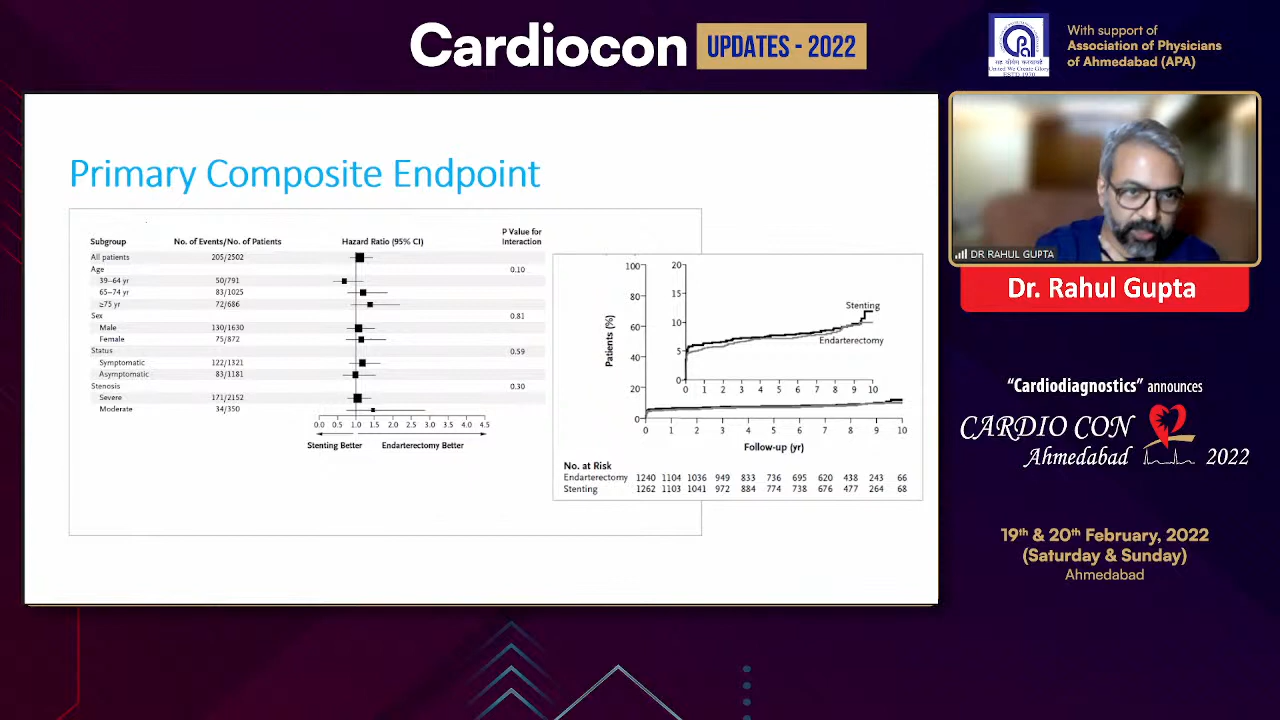 Cardiocon UPDATES - 2022
With support of
Association of Physicians
of Ahmedabad (APA)
सह वीर्यं करवावहै
United We Create Glory
ESTD.1970
Primary Composite Endpoint
Subgroup No. of Events/No. of Patients Hazard Ratio (95% CI) P Value for Interaction
All patients 205/2502
Age 0.10
39–64 yr 50/791
65–74 yr 83/1025
≥75 yr 72/686
Sex 0.81
Male 130/1630
Female 75/872
Status 0.59
Symptomatic 122/1321
Asymptomatic 83/1181
Stenosis 0.30
Severe 171/2152
Moderate 34/350
0.0 0.5 1.0 1.5 2.0 2.5 3.0 3.5 4.0 4.5
Stenting Better Endarterectomy Better
Patients (%)
100
80
60
40
20
0
20
15
10
5
0
Stenting
Endarterectomy
0 1 2 3 4 5 6 7 8 9 10
0 1 2 3 4 5 6 7 8 9 10
Follow-up (yr)
No. at Risk
Endarterectomy 1240 1104 1036 949 833 736 695 620 438 243 66
Stenting 1262 1103 1041 972 884 774 738 676 477 264 68
DR RAHUL GUPTA
Dr. Rahul Gupta
“Cardiodiagnostics” announces
CARDIO CON
Ahmedabad 2022
19th & 20th February, 2022
(Saturday & Sunday)
Ahmedabad